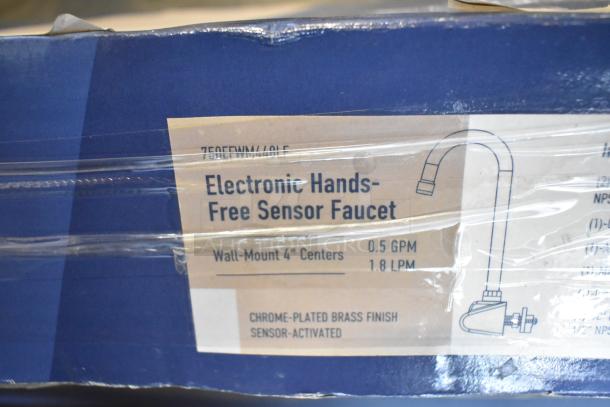 Electronic Hands-
Free Sensor Faucet
Wall-Mount 4" Centers
0.5 GPM
1.8 LPM
CHROME-PLATED BRASS FINISH
SENSOR-ACTIVATED
NPS